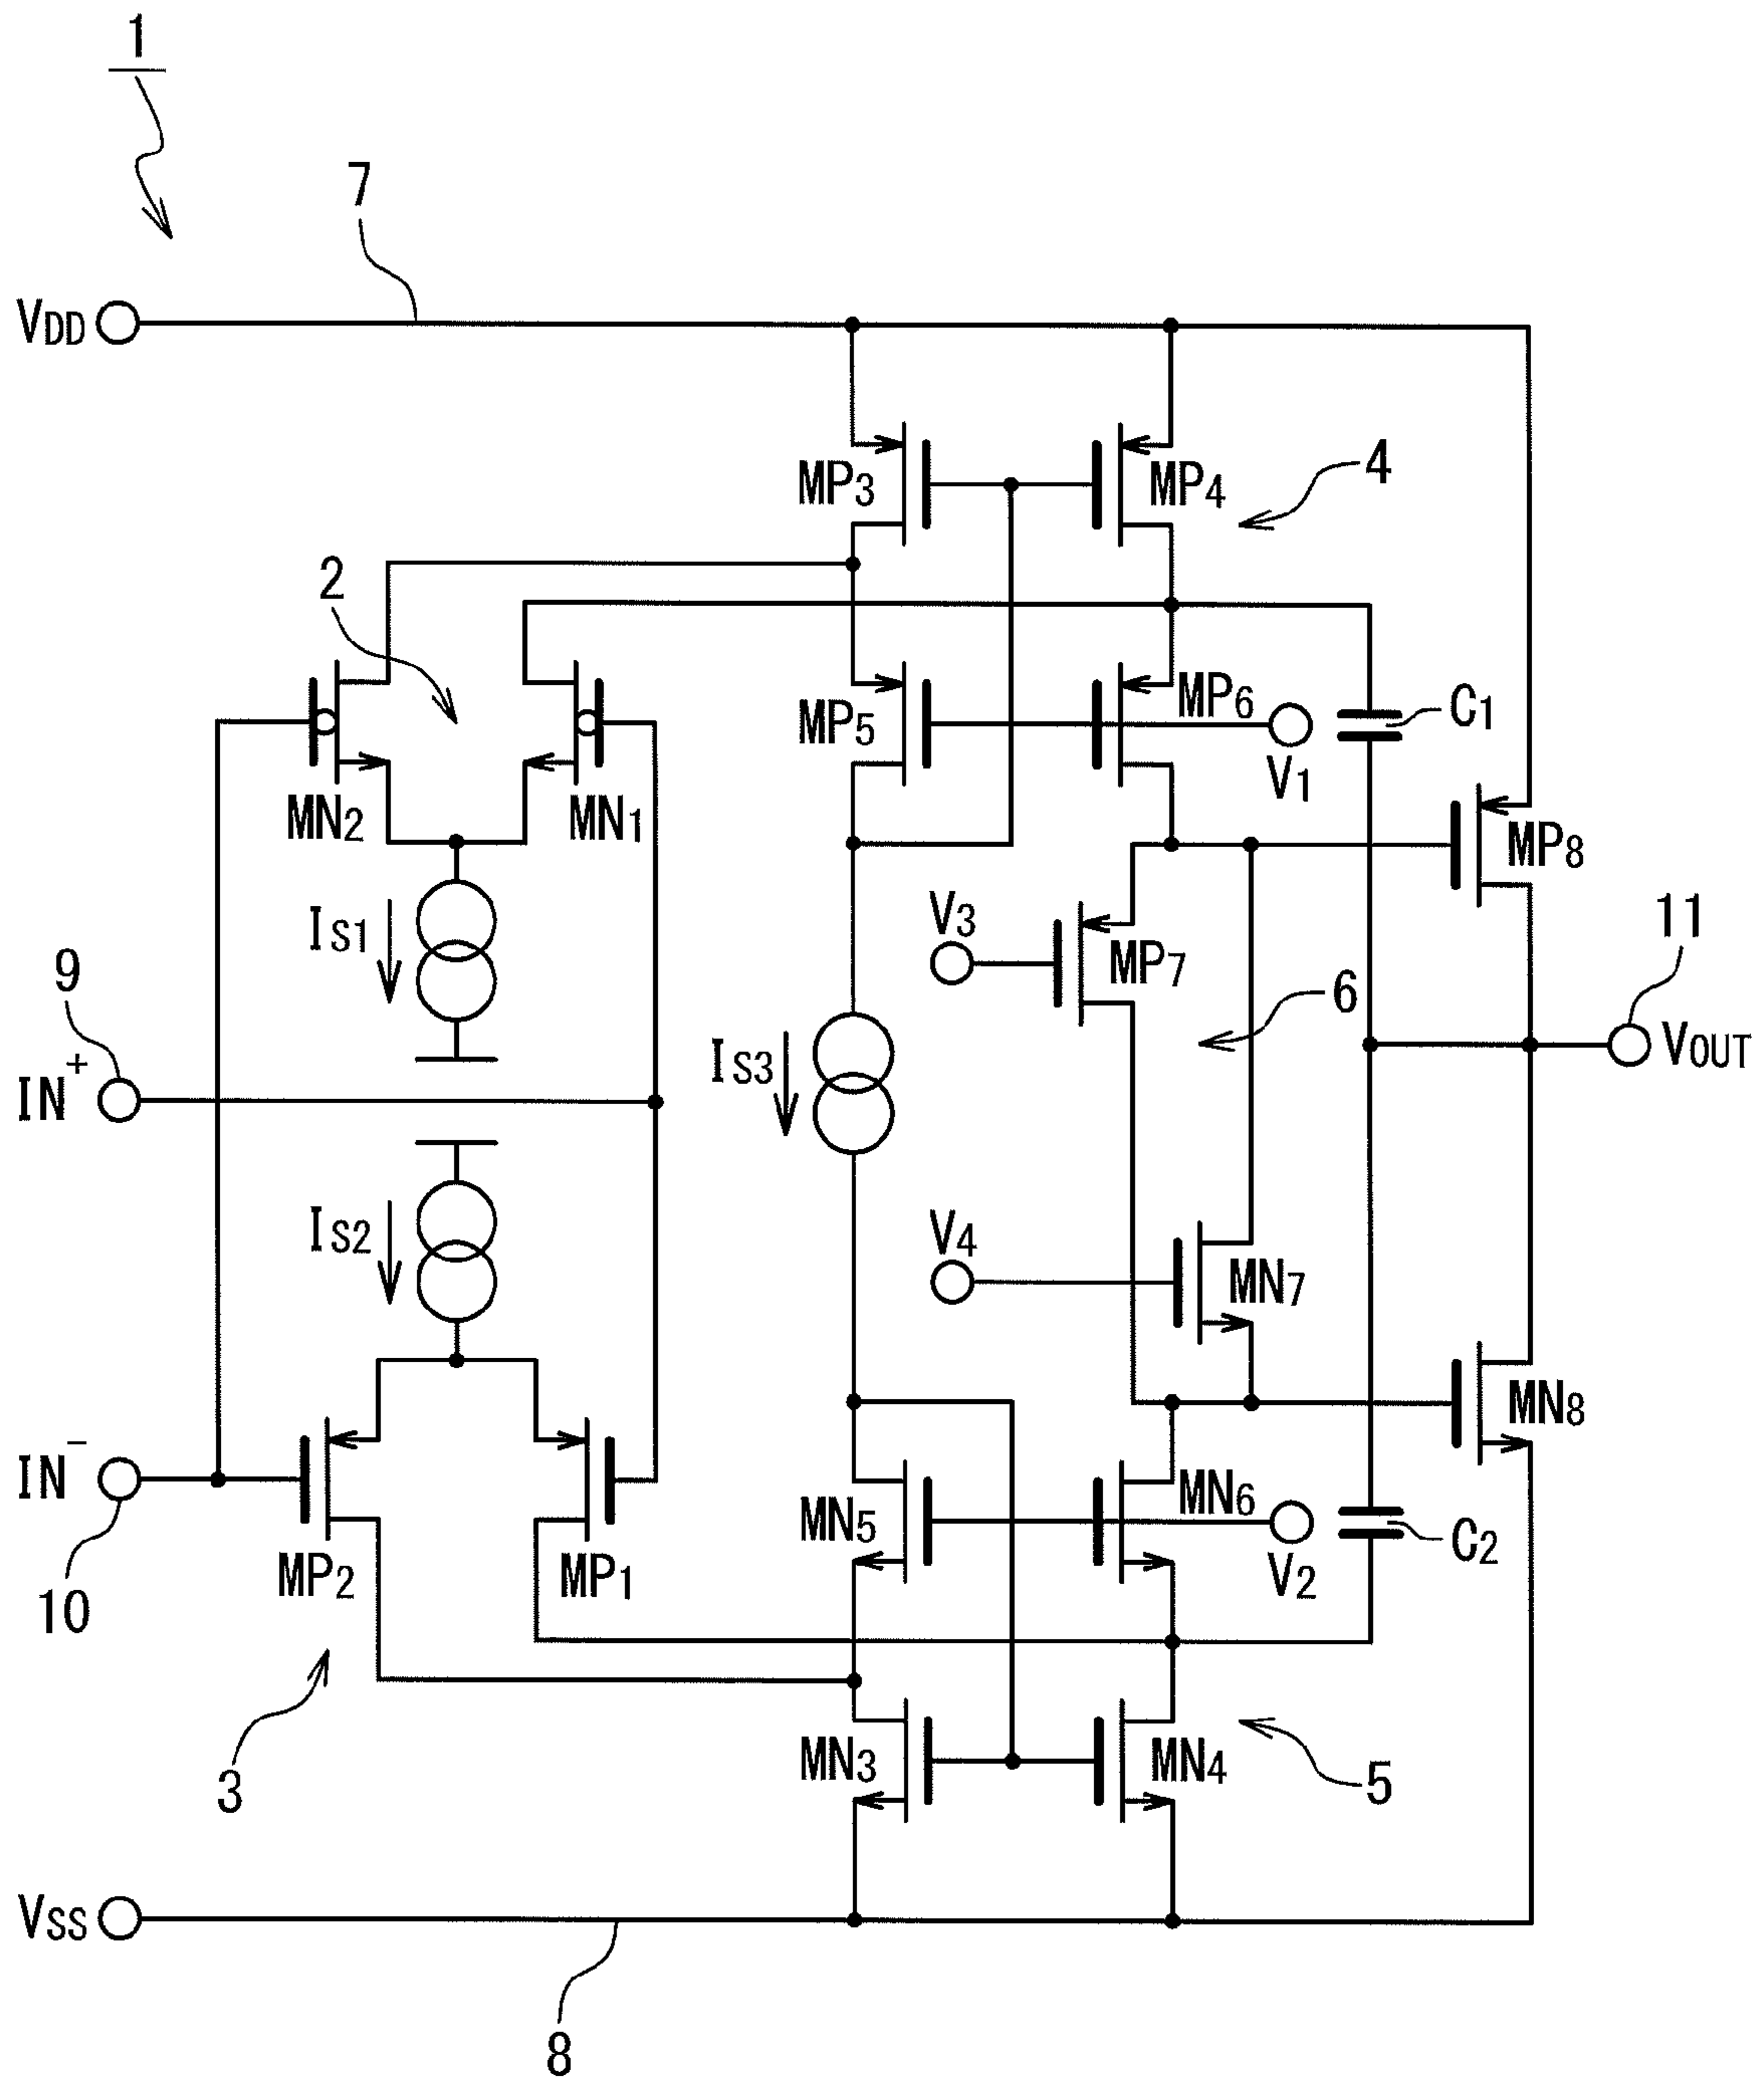 1
7
VDD
MP3
MP4
4
2
MP5
MP6
C1
V1
MN2
MN1
MP8
IS1
V3
MP7
11
9
IN+
IS3
6
VOUT
IS2
V4
MN7
IN-
MN8
MN5
MN6
C2
V2
10
MP2
MP1
3
MN3
MN4
5
VSS
8